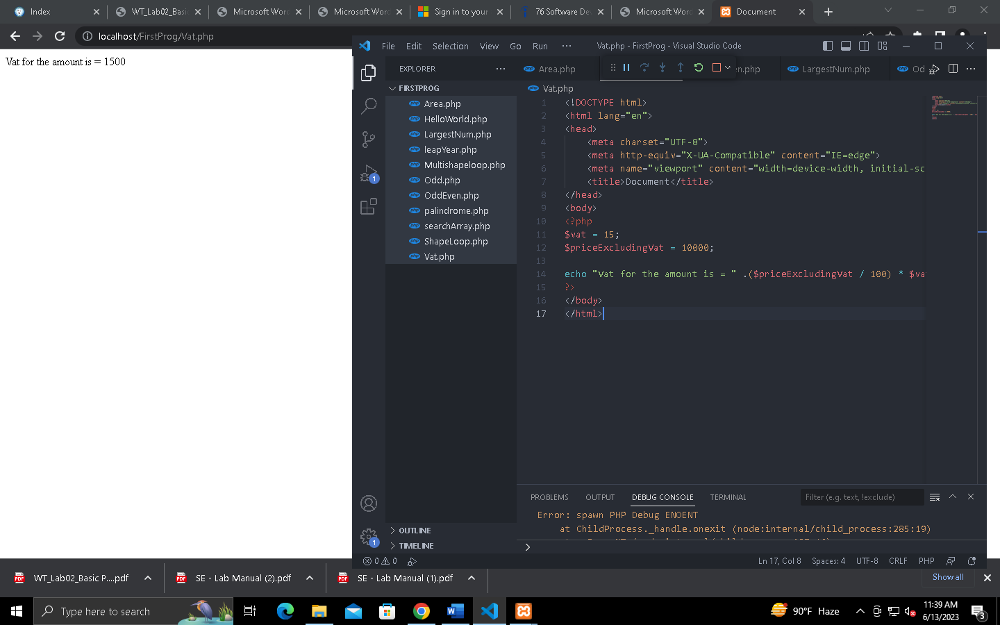 Index
WT_Lab02_Basi
Microsoft Word
Microsoft Word
Sign in to your
76 Software De
Microsoft Word
Document
localhost/FirstProg/Vat.php
Vat for the amount is = 1500
File Edit Selection View Go Run ··· Vat.php - FirstProg - Visual Studio Code
EXPLORER ···
Area.php
en.php
LargestNum.php
Od
···
FIRSTPROG
Area.php
HelloWorld.php
LargestNum.php
leapYear.php
Multishapeloop.php
Odd.php
OddEven.php
palindrome.php
searchArray.php
ShapeLoop.php
Vat.php
OUTLINE
TIMELINE
1
1
Vat.php
1 <!DOCTYPE html>
2 <html lang="en">
3 <head>
4 <meta charset="UTF-8">
5 <meta http-equiv="X-UA-Compatible" content="IE=edge">
6 <meta name="viewport" content="width=device-width, initial-sc
7 <title>Document</title>
8 </head>
9 <body>
10 <?php
11 $vat = 15;
12 $priceExcludingVat = 10000;
13
14 echo "Vat for the amount is = " .($priceExcludingVat / 100) * $va
15 ?>
16 </body>
17 </html>
PROBLEMS OUTPUT DEBUG CONSOLE TERMINAL Filter (e.g. text, !exclude)
Error: spawn PHP Debug ENOENT
at ChildProcess._handle.onexit (node:internal/child_process:285:19)
0 0 Ln 17, Col 8 Spaces: 4 UTF-8 CRLF PHP
WT_Lab02_Basic P....pdf
SE - Lab Manual (2).pdf
SE - Lab Manual (1).pdf
Show all
Type here to search
90°F Haze
11:39 AM
6/13/2023
3